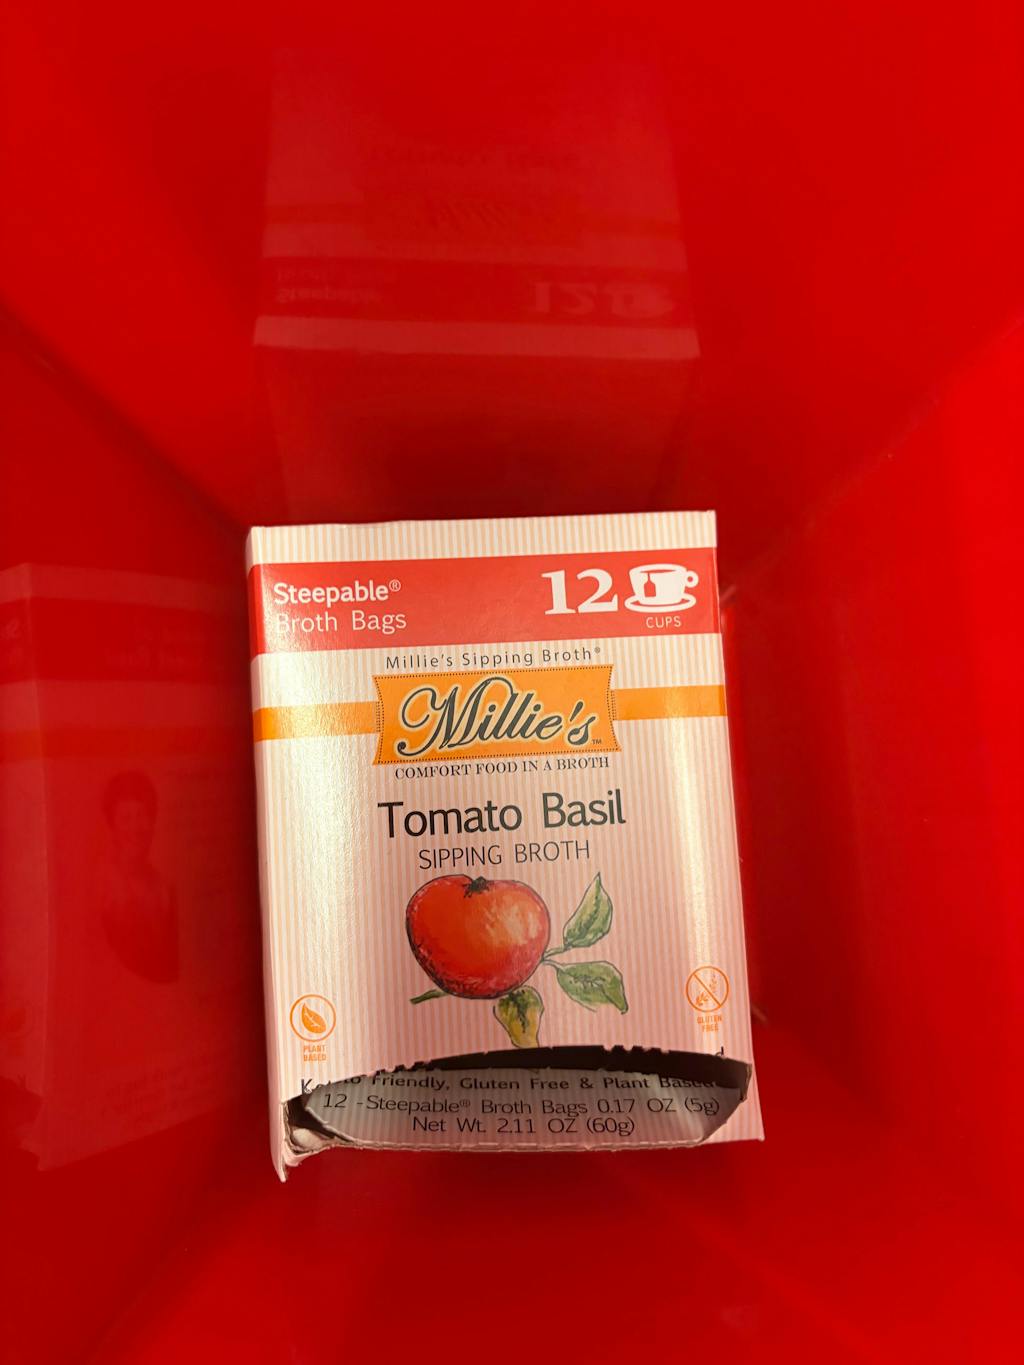 Steepable®
Broth Bags
12
CUPS
Millie's Sipping Broth®
Millie's™
COMFORT FOOD IN A BROTH
Tomato Basil
SIPPING BROTH
PLANT
BASED
GLUTEN
FREE
Keto Friendly, Gluten Free & Plant Based
12 - Steepable® Broth Bags 0.17 OZ (5g)
Net Wt. 2.11 OZ (60g)